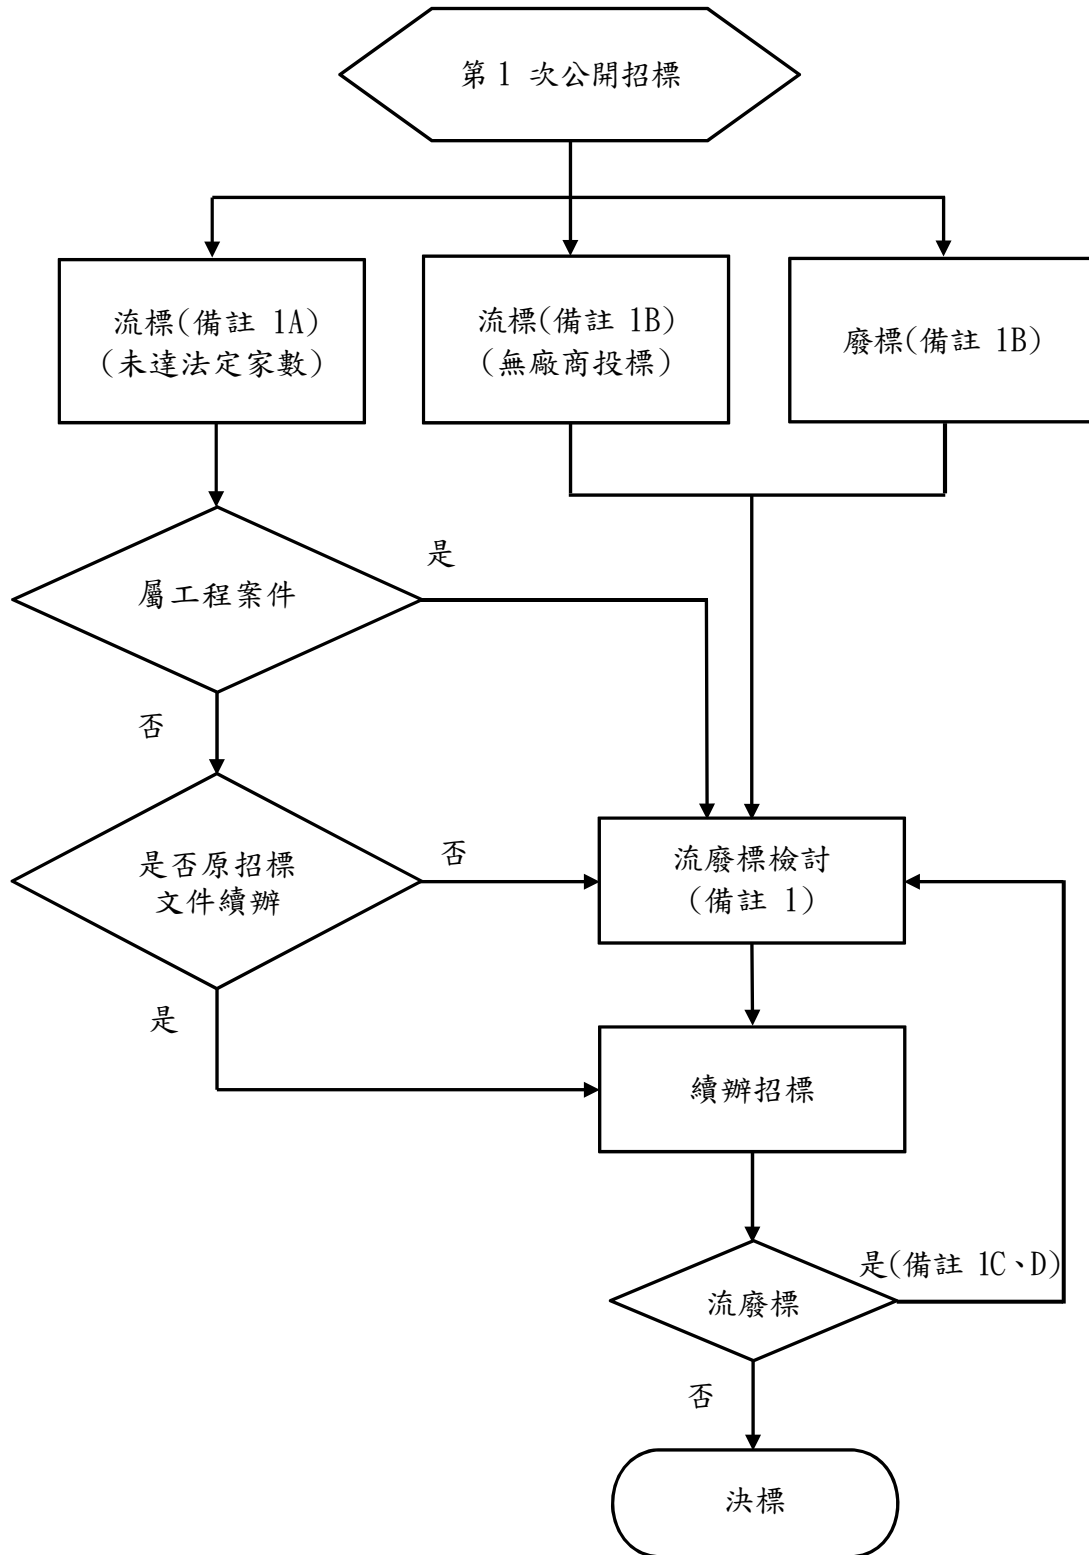 第 1 次公開招標
流標(備註 1A)
(未達法定家數)
流標(備註 1B)
(無廠商投標)
廢標(備註 1B)
屬工程案件
是
否
是否原招標
文件續辦
否
流廢標檢討
(備註 1)
是
續辦招標
流廢標
是(備註 1C、D)
否
決標